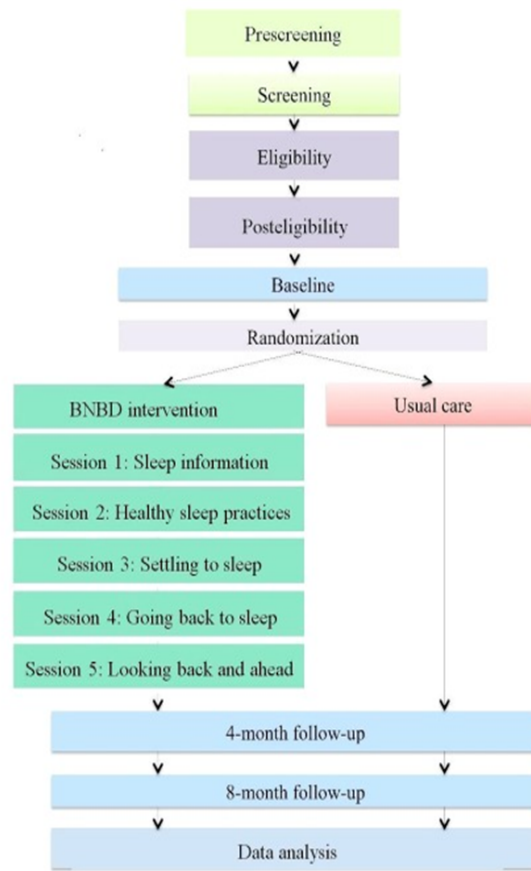 Prescreening
Screening
Eligibility
Posteligibility
Baseline
Randomization
BNBD intervention
Usual care
Session 1: Sleep information
Session 2: Healthy sleep practices
Session 3: Settling to sleep
Session 4: Going back to sleep
Session 5: Looking back and ahead
4-month follow-up
8-month follow-up
Data analysis